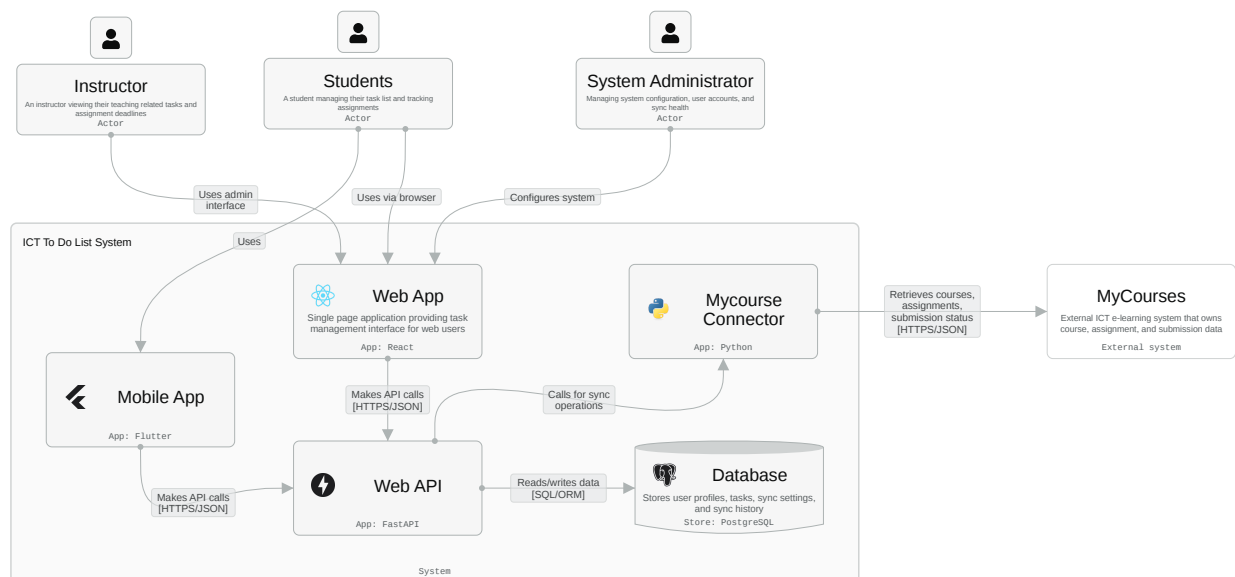 Instructor
An instructor viewing their teaching related tasks and
assignment deadlines
Actor
Students
A student managing their task list and tracking
assignments
Actor
System Administrator
Managing system configuration, user accounts, and
sync health
Actor
Uses admin
interface
Uses via browser
Configures system
Uses
ICT To Do List System
Web App
Single page application providing task
management interface for web users
App: React
Mycourse
Connector
App: Python
Retrieves courses,
assignments,
submission status
[HTTPS/JSON]
MyCourses
External ICT e-learning system that owns
course, assignment, and submission data
External system
Mobile App
App: Flutter
Makes API calls
[HTTPS/JSON]
Calls for sync
operations
Makes API calls
[HTTPS/JSON]
Web API
App: FastAPI
Reads/writes data
[SQL/ORM]
Database
Stores user profiles, tasks, sync settings,
and sync history
Store: PostgreSQL
System